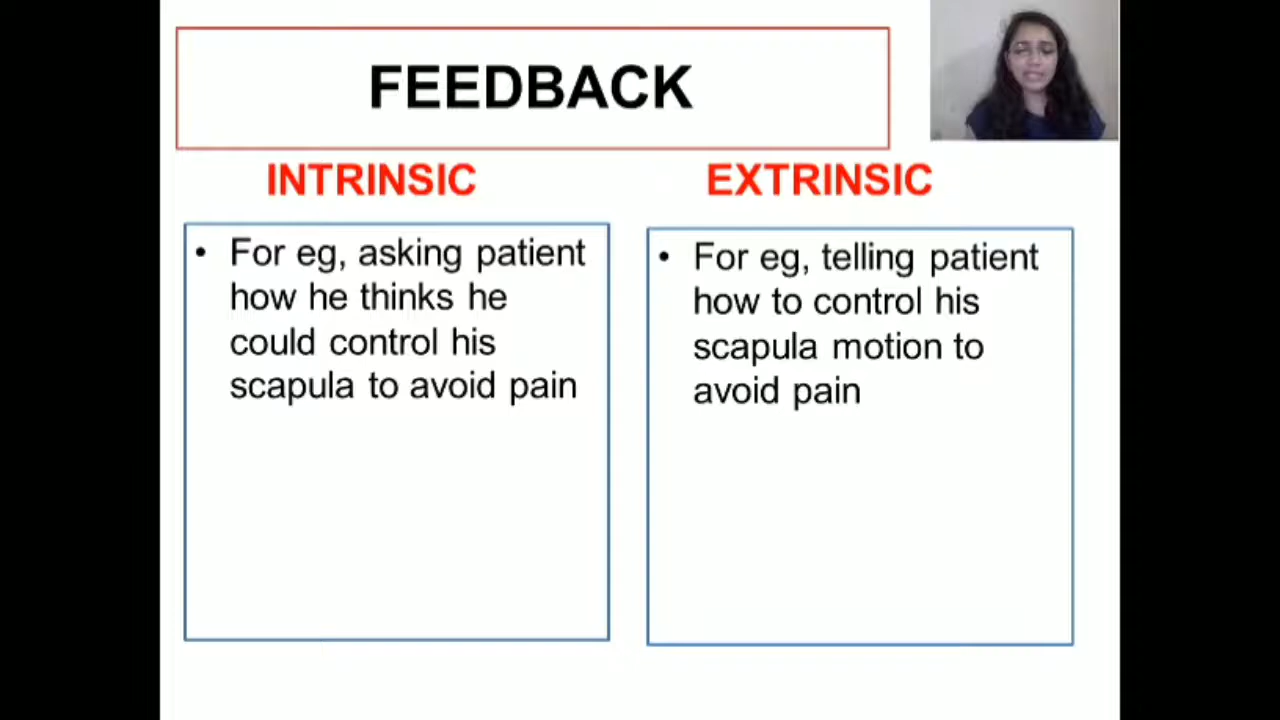 FEEDBACK
INTRINSIC
• For eg, asking patient
how he thinks he
could control his
scapula to avoid pain
EXTRINSIC
• For eg, telling patient
how to control his
scapula motion to
avoid pain